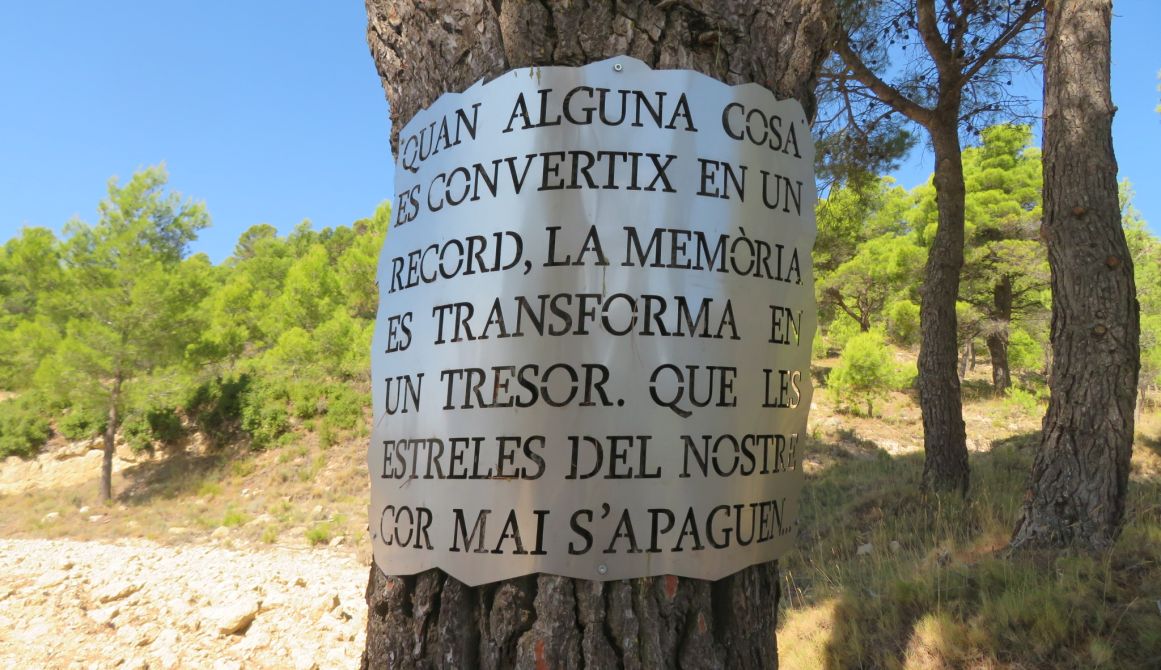 "QUAN ALGUNA COSA
ES CONVERTIX EN UN
RECORD, LA MEMÒRIA
ES TRANSFORMA EN
UN TRESOR. QUE LES
ESTRELES DEL NOSTRE
COR MAI S'APAGUEN...